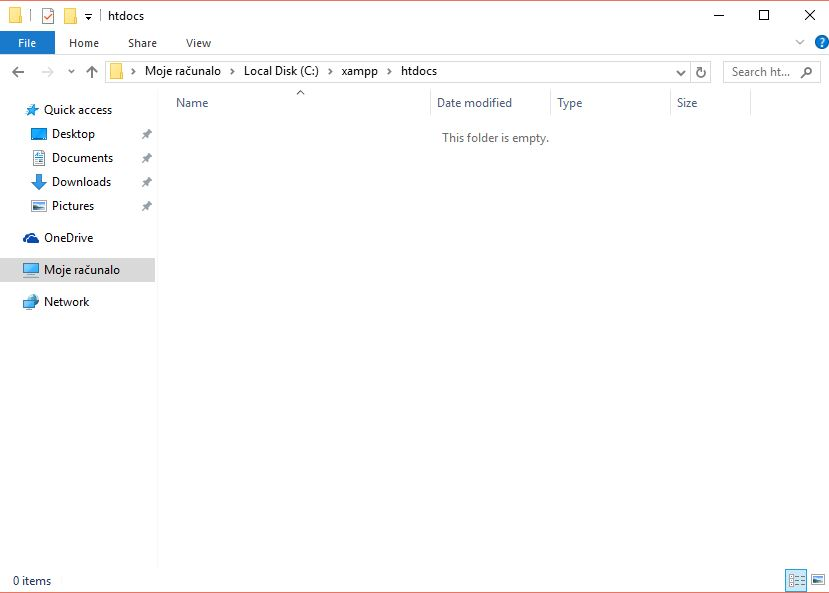 htdocs
File Home Share View
Moje računalo Local Disk (C:) xampp htdocs Search ht...
Name Date modified Type Size
This folder is empty.
Quick access
Desktop
Documents
Downloads
Pictures
OneDrive
Moje računalo
Network
0 items